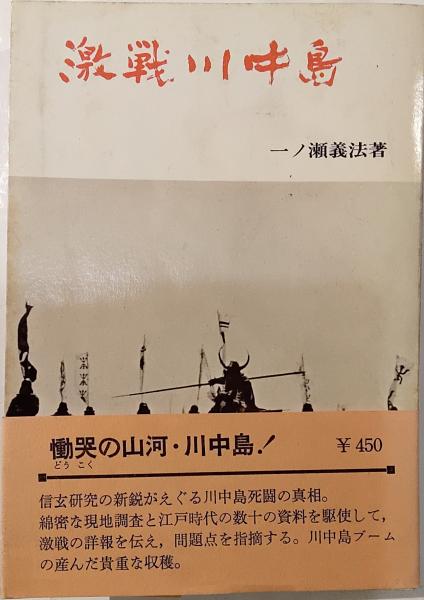 激戦川中島
一ノ瀬義法著
慟哭の山河・川中島!
どう こく
¥450
信玄研究の新鋭がえぐる川中島死闘の真相。
綿密な現地調査と江戸時代の数十の資料を駆使して，
激戦の詳報を伝え，問題点を指摘する。川中島ブーム
の産んだ貴重な収穫。